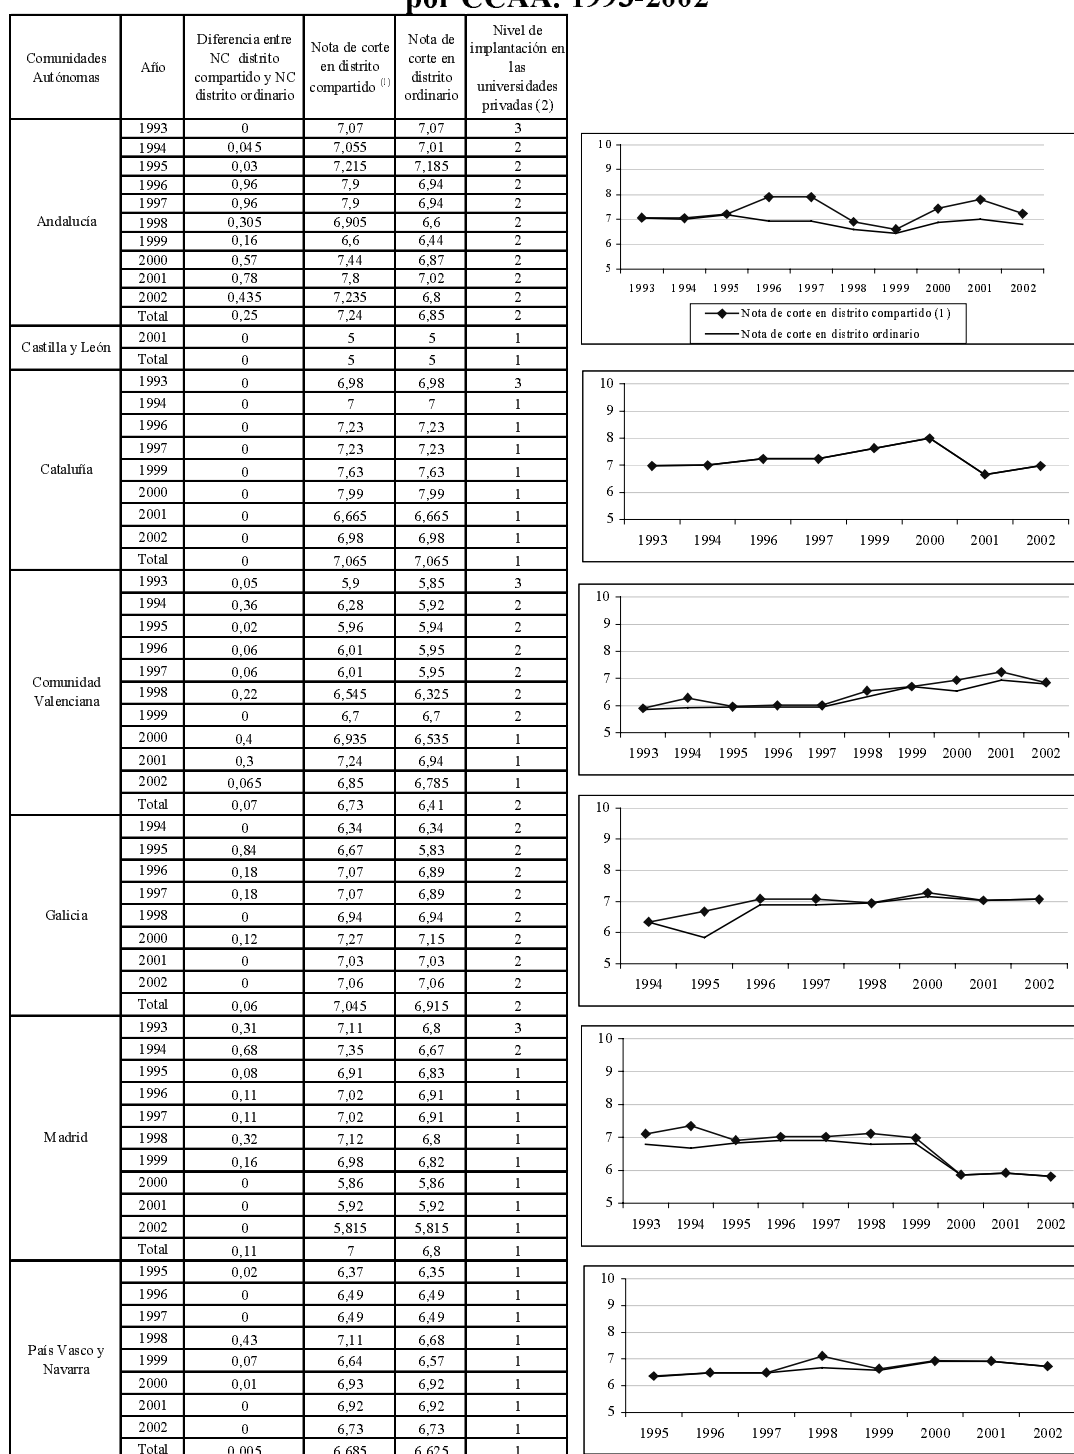 por CCAA. 1993-2002
Comunidades Autónomas | Año | Diferencia entre NC distrito compartido y NC distrito ordinario | Nota de corte en distrito compartido (1) | Nota de corte en distrito ordinario | Nivel de implantación en las universidades privadas (2)
Andalucía
1993 0 7,07 7,07 3
1994 0,045 7,055 7,01 2
1995 0,03 7,215 7,185 2
1996 0,96 7,9 6,94 2
1997 0,96 7,9 6,94 2
1998 0,305 6,905 6,6 2
1999 0,16 6,6 6,44 2
2000 0,57 7,44 6,87 2
2001 0,78 7,8 7,02 2
2002 0,435 7,235 6,8 2
Total 0,25 7,24 6,85 2
Castilla y León
2001 0 5 5 1
Total 0 5 5 1
Cataluña
1993 0 6,98 6,98 3
1994 0 7 7 1
1996 0 7,23 7,23 1
1997 0 7,23 7,23 1
1999 0 7,63 7,63 1
2000 0 7,99 7,99 1
2001 0 6,665 6,665 1
2002 0 6,98 6,98 1
Total 0 7,065 7,065 1
Comunidad
Valenciana
1993 0,05 5,9 5,85 3
1994 0,36 6,28 5,92 2
1995 0,02 5,96 5,94 2
1996 0,06 6,01 5,95 2
1997 0,06 6,01 5,95 2
1998 0,22 6,545 6,325 2
1999 0 6,7 6,7 2
2000 0,4 6,935 6,535 1
2001 0,3 7,24 6,94 1
2002 0,065 6,85 6,785 1
Total 0,07 6,73 6,41 2
Galicia
1994 0 6,34 6,34 2
1995 0,84 6,67 5,83 2
1996 0,18 7,07 6,89 2
1997 0,18 7,07 6,89 2
1998 0 6,94 6,94 2
2000 0,12 7,27 7,15 2
2001 0 7,03 7,03 2
2002 0 7,06 7,06 2
Total 0,06 7,045 6,915 2
Madrid
1993 0,31 7,11 6,8 3
1994 0,68 7,35 6,67 2
1995 0,08 6,91 6,83 1
1996 0,11 7,02 6,91 1
1997 0,11 7,02 6,91 1
1998 0,32 7,12 6,8 1
1999 0,16 6,98 6,82 1
2000 0 5,86 5,86 1
2001 0 5,92 5,92 1
2002 0 5,815 5,815 1
Total 0,11 7 6,8 1
País Vasco y
Navarra
1995 0,02 6,37 6,35 1
1996 0 6,49 6,49 1
1997 0 6,49 6,49 1
1998 0,43 7,11 6,68 1
1999 0,07 6,64 6,57 1
2000 0,01 6,93 6,92 1
2001 0 6,92 6,92 1
2002 0 6,73 6,73 1
Total 0,005 6,685 6,625 1
10
9
8
7
6
5
1993 1994 1995 1996 1997 1998 1999 2000 2001 2002
Nota de corte en distrito compartido (1)
Nota de corte en distrito ordinario
10
9
8
7
6
5
1993 1994 1996 1997 1999 2000 2001 2002
10
9
8
7
6
5
1993 1994 1995 1996 1997 1998 1999 2000 2001 2002
10
9
8
7
6
5
1994 1995 1996 1997 1998 2000 2001 2002
10
9
8
7
6
5
1993 1994 1995 1996 1997 1998 1999 2000 2001 2002
10
9
8
7
6
5
1995 1996 1997 1998 1999 2000 2001 2002